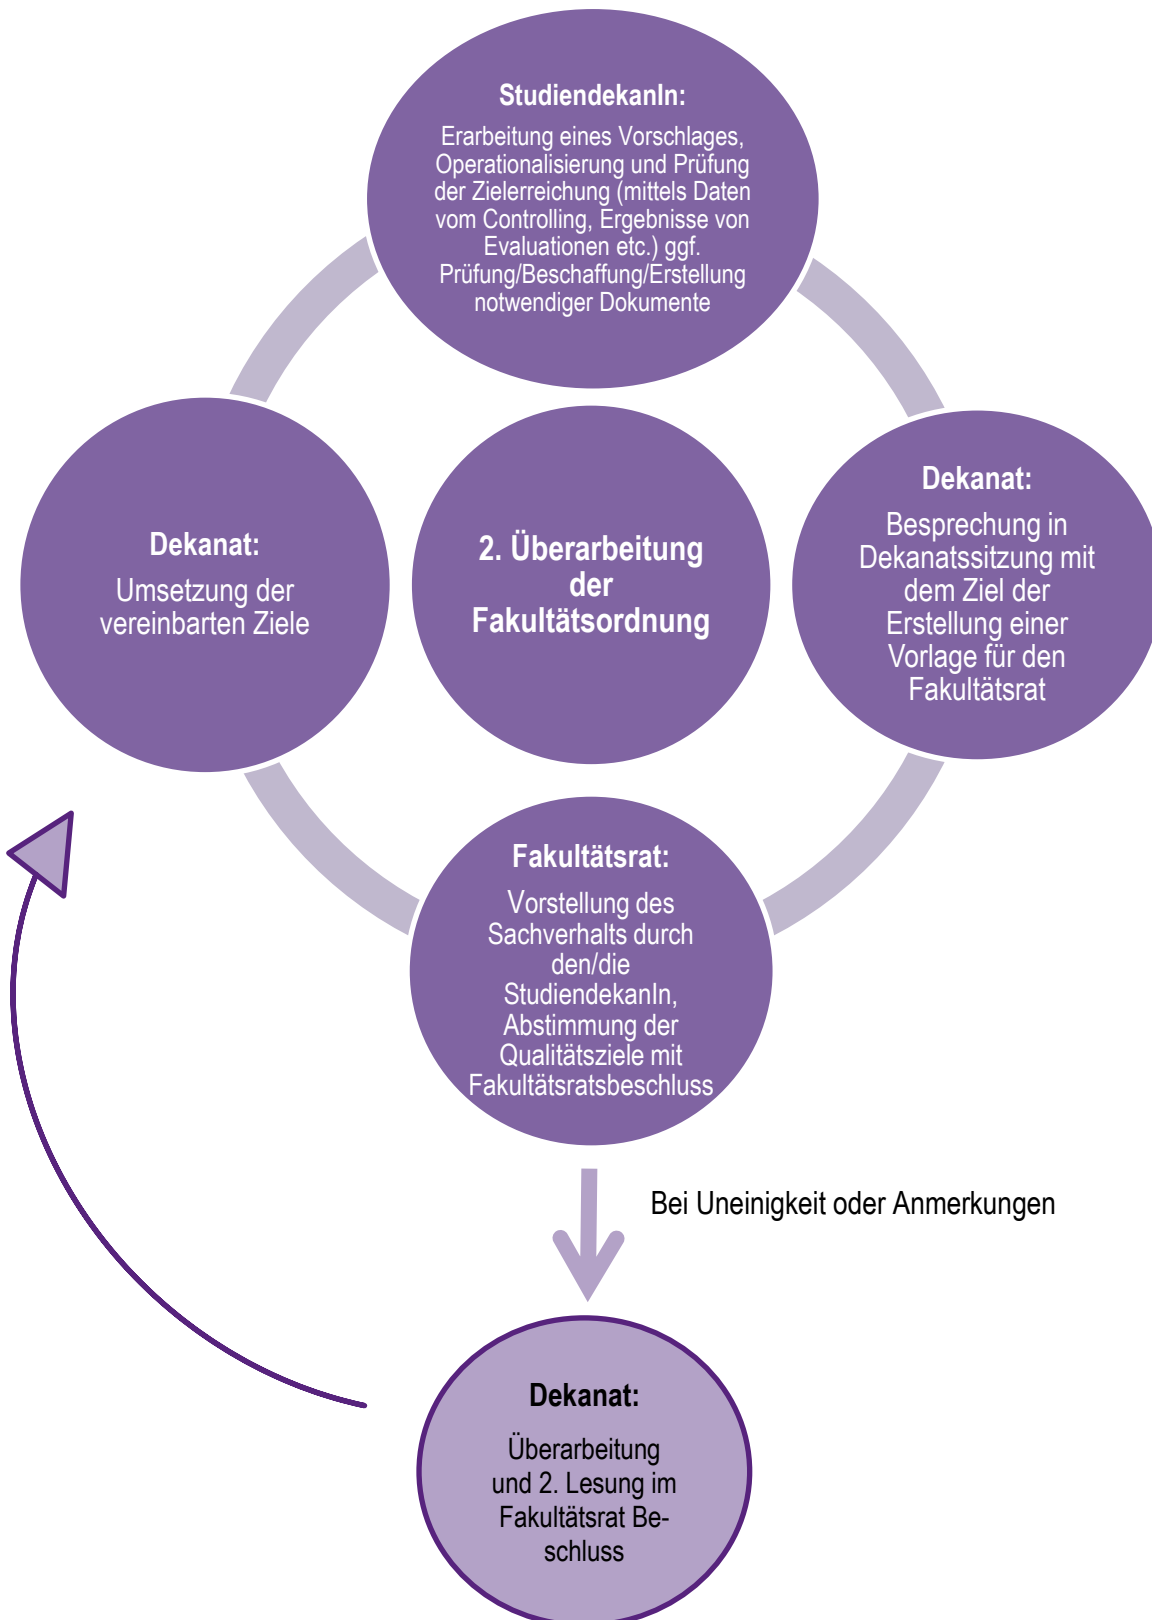 StudiendekanIn:
Erarbeitung eines Vorschlages,
Operationalisierung und Prüfung
der Zielerreichung (mittels Daten
vom Controlling, Ergebnisse von
Evaluationen etc.) ggf.
Prüfung/Beschaffung/Erstellung
notwendiger Dokumente
Dekanat:
Besprechung in
Dekanatssitzung mit
dem Ziel der
Erstellung einer
Vorlage für den
Fakultätsrat
Dekanat:
Umsetzung der
vereinbarten Ziele
2. Überarbeitung
der
Fakultätsordnung
Fakultätsrat:
Vorstellung des
Sachverhalts durch
den/die
StudiendekanIn,
Abstimmung der
Qualitätsziele mit
Fakultätsratsbeschluss
Bei Uneinigkeit oder Anmerkungen
Dekanat:
Überarbeitung
und 2. Lesung im
Fakultätsrat Be-
schluss